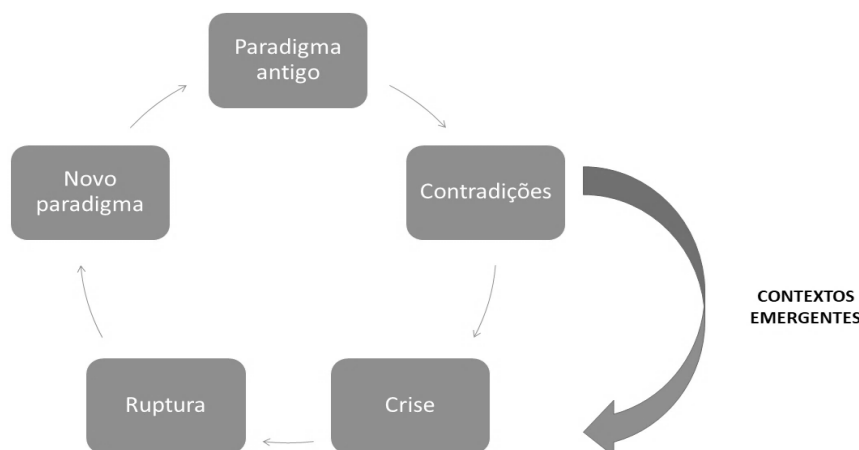 Paradigma
antigo
Contradições
Crise
Ruptura
Novo
paradigma
CONTEXTOS
EMERGENTES